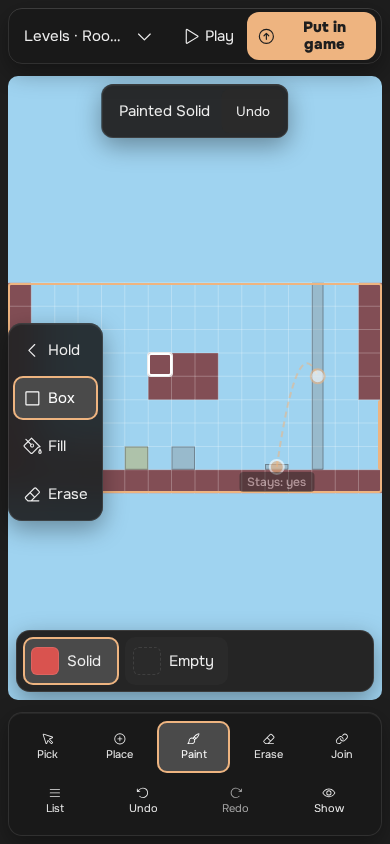 Levels · Roo...
Play
Put in
game
Painted Solid
Undo
Hold
Box
Fill
Erase
Stays: yes
Solid
Empty
Pick
Place
Paint
Erase
Join
List
Undo
Redo
Show